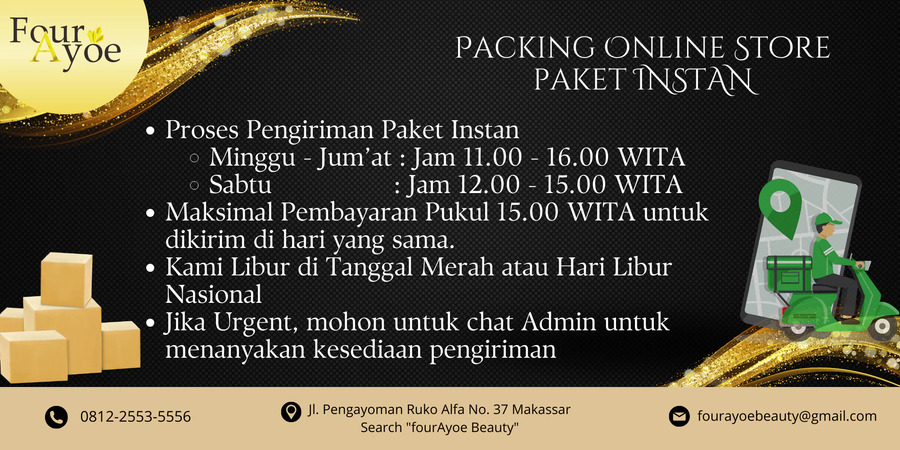 Four
Ayoe
PACKING ONLINE STORE
PAKET INSTAN
• Proses Pengiriman Paket Instan
○ Minggu - Jum'at : Jam 11.00 - 16.00 WITA
○ Sabtu : Jam 12.00 - 15.00 WITA
• Maksimal Pembayaran Pukul 15.00 WITA untuk
dikirim di hari yang sama.
• Kami Libur di Tanggal Merah atau Hari Libur
Nasional
• Jika Urgent, mohon untuk chat Admin untuk
menanyakan kesediaan pengiriman
0812-2553-5556
Jl. Pengayoman Ruko Alfa No. 37 Makassar
Search "fourAyoe Beauty"
fourayoebeauty@gmail.com